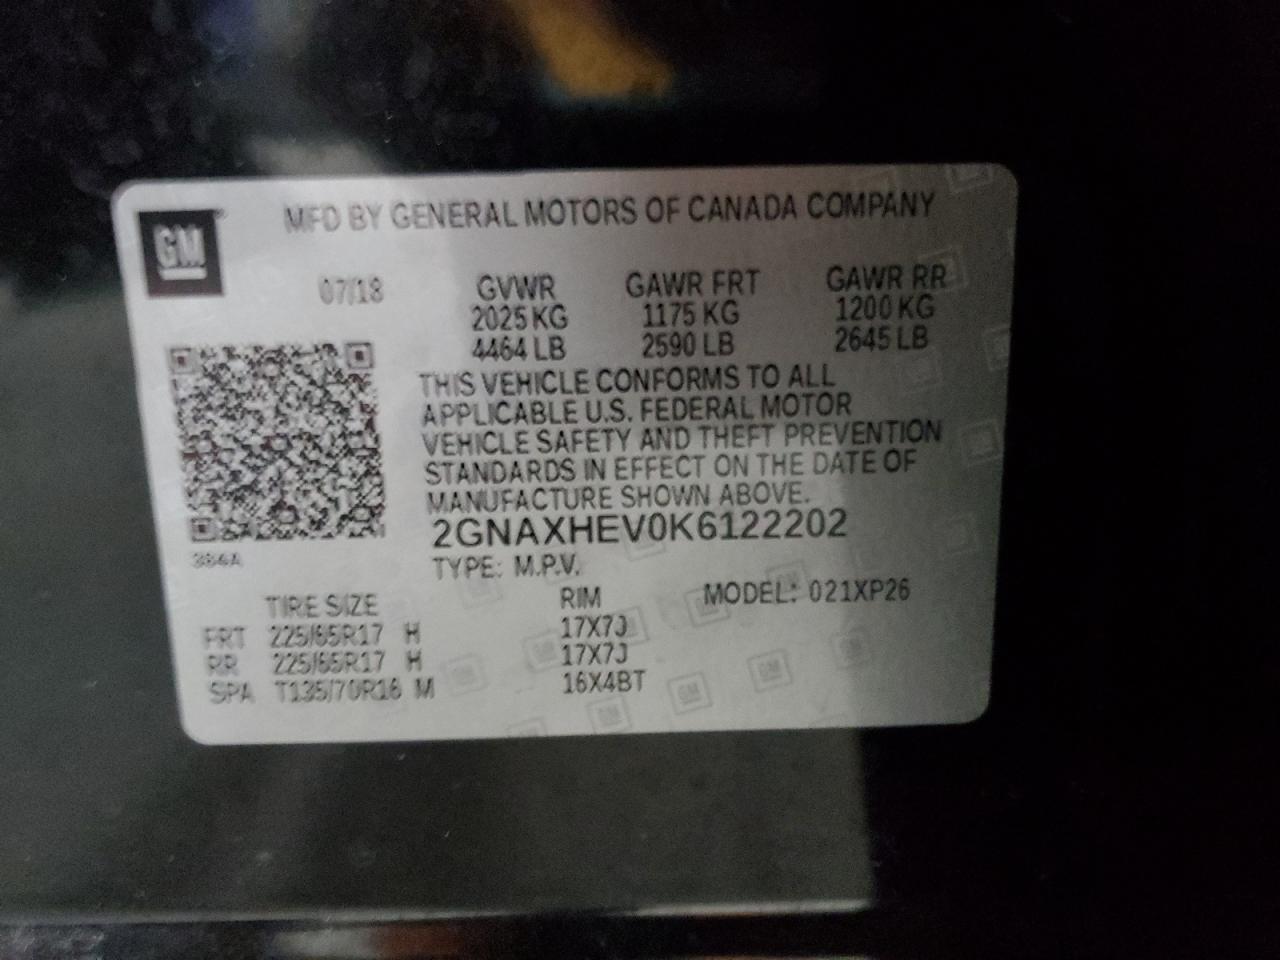 GM
MFD BY GENERAL MOTORS OF CANADA COMPANY
07/18 GVWR GAWR FRT GAWR RR
2025 KG 1175 KG 1200 KG
4464 LB 2590 LB 2645 LB
THIS VEHICLE CONFORMS TO ALL
APPLICABLE U.S. FEDERAL MOTOR
VEHICLE SAFETY AND THEFT PREVENTION
STANDARDS IN EFFECT ON THE DATE OF
MANUFACTURE SHOWN ABOVE.
2GNAXHEV0K6122202
384A
TYPE: M.P.V.
TIRE SIZE RIM MODEL: 021XP26
FRT 225/65R17 H 17X7J
RR 225/65R17 H 17X7J
SPA T135/70R16 M 16X4BT